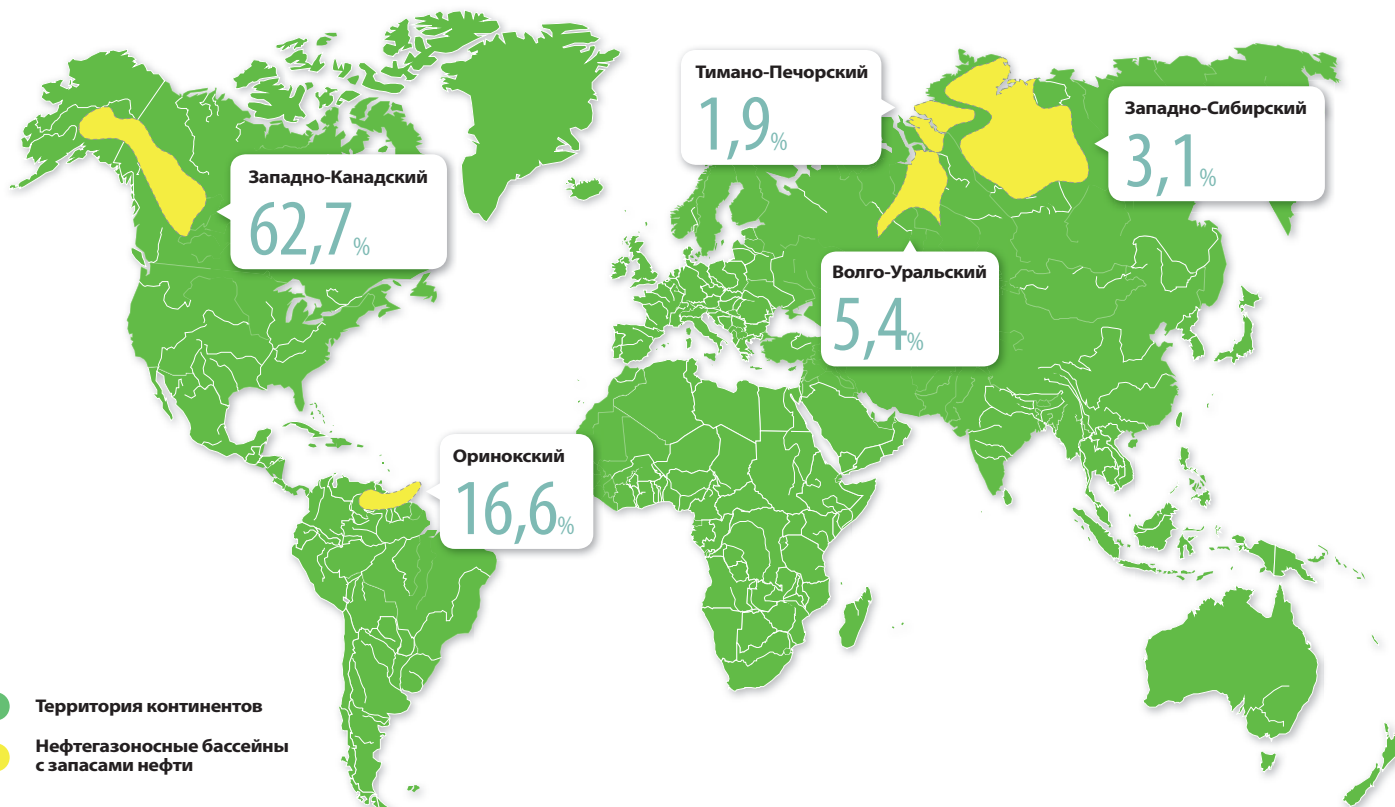 Тимано-Печорский
1,9%
Западно-Сибирский
3,1%
Западно-Канадский
62,7%
Волго-Уральский
5,4%
Оринокский
16,6%
Территория континентов
Нефтегазоносные бассейны
с запасами нефти